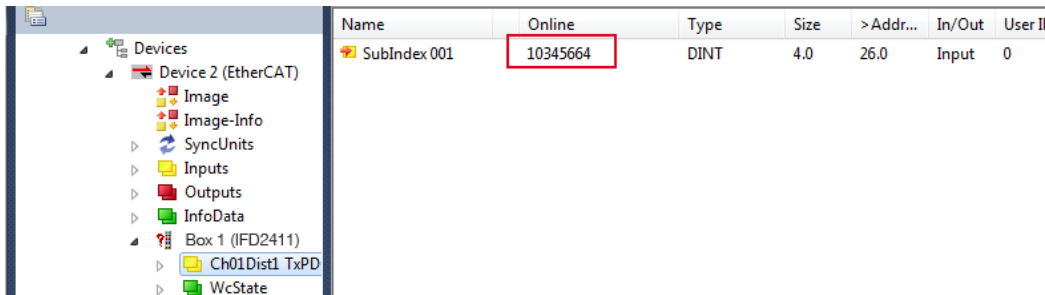 Devices
Device 2 (EtherCAT)
Image
Image-Info
SyncUnits
Inputs
Outputs
InfoData
Box 1 (IFD2411)
Ch01Dist1 TxPD
WcState
Name Online Type Size >Addr... In/Out User I
SubIndex 001 10345664 DINT 4.0 26.0 Input 0